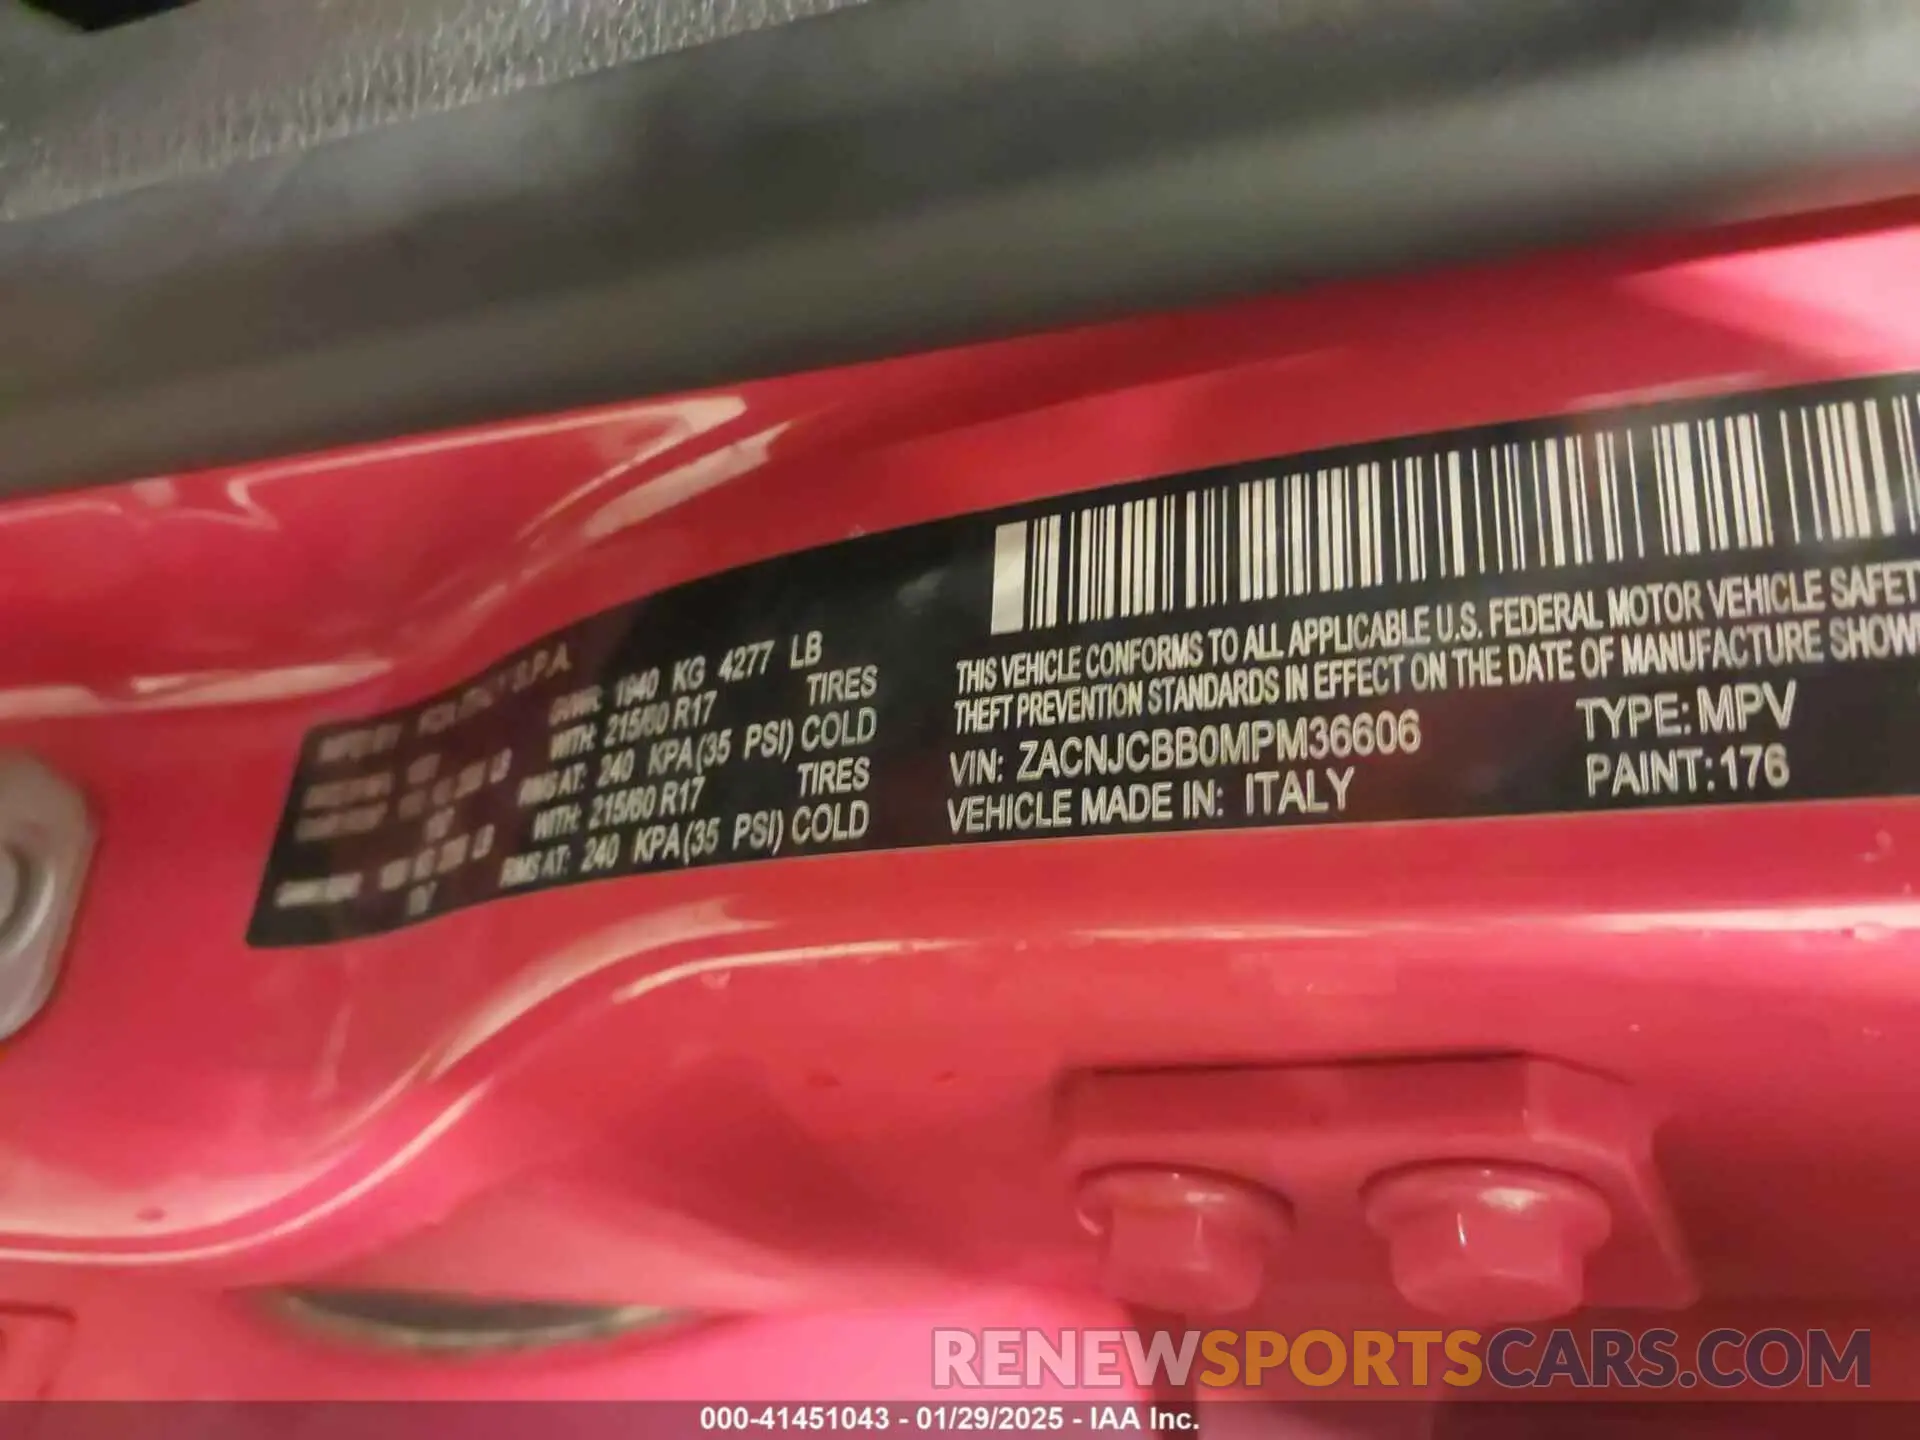 S.P.A.
1940 KG 4277 LB
WITH: 215/60 R17 TIRES
RIMS AT: 240 KPA (35 PSI) COLD
WITH: 215/60 R17 TIRES
RIMS AT: 240 KPA (35 PSI) COLD
THIS VEHICLE CONFORMS TO ALL APPLICABLE U.S. FEDERAL MOTOR VEHICLE SAFET
THEFT PREVENTION STANDARDS IN EFFECT ON THE DATE OF MANUFACTURE SHOW
VIN: ZACNJCBB0MPM36606 TYPE: MPV
VEHICLE MADE IN: ITALY PAINT: 176
RENEWSPORTSCARS.COM
000-41451043 - 01/29/2025 - IAA Inc.